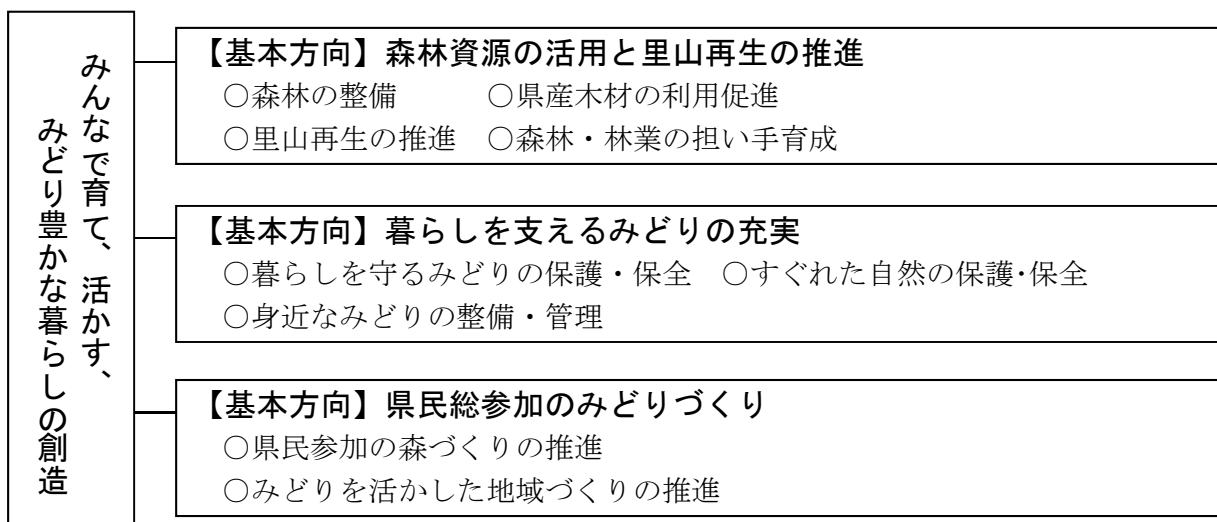 みんなで育て、活かす、
みどり豊かな暮らしの創造
【基本方向】森林資源の活用と里山再生の推進
○森林の整備　○県産木材の利用促進
○里山再生の推進　○森林・林業の担い手育成
【基本方向】暮らしを支えるみどりの充実
○暮らしを守るみどりの保護・保全　○すぐれた自然の保護・保全
○身近なみどりの整備・管理
【基本方向】県民総参加のみどりづくり
○県民参加の森づくりの推進
○みどりを活かした地域づくりの推進